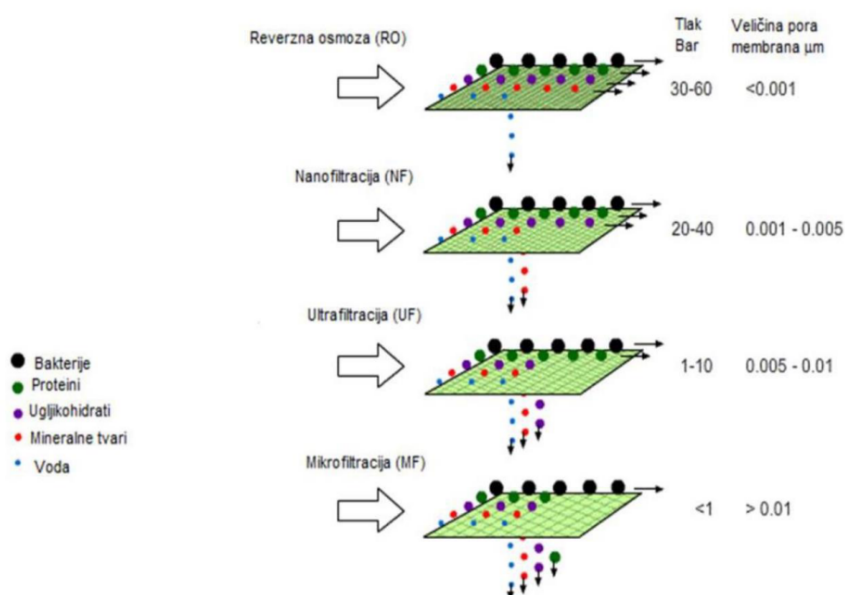 Tlak
Bar
Veličina pora
membrana µm
Reverzna osmoza (RO)
30-60
<0.001
Nanofiltracija (NF)
20-40
0.001 - 0.005
Ultrafiltracija (UF)
1-10
0.005 - 0.01
Mikrofiltracija (MF)
<1
> 0.01
Bakterije
Proteini
Ugljikohidrati
Mineralne tvari
Voda